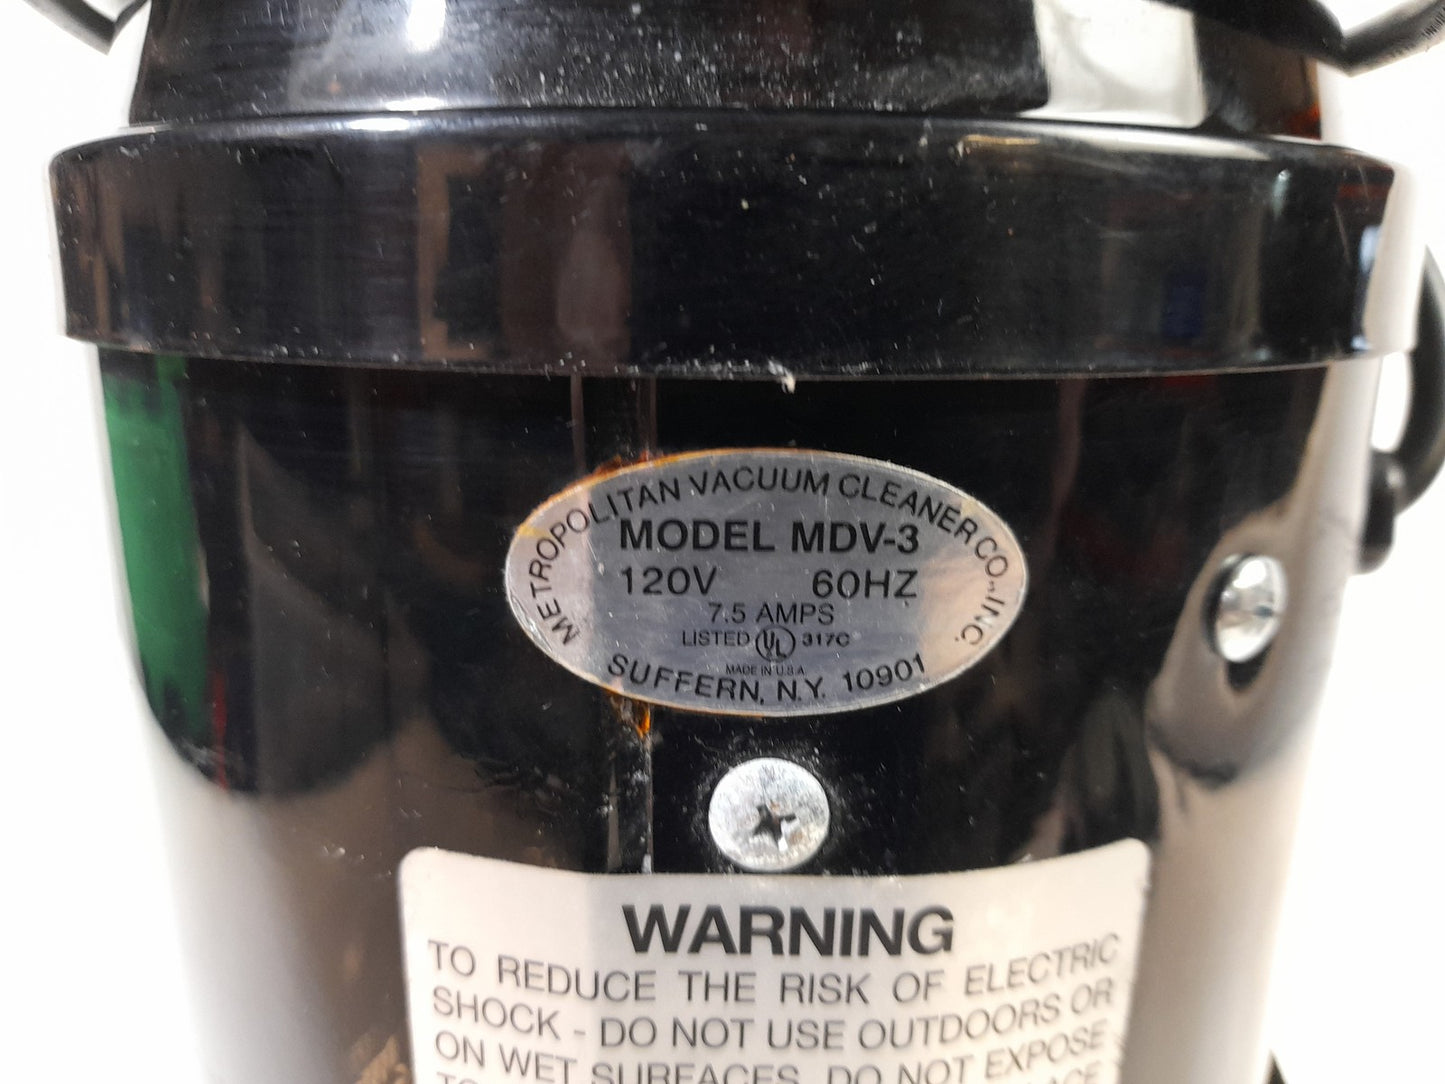 METROPOLITAN VACUUM CLEANER CO., INC.
MODEL MDV-3
120V 60HZ
7.5 AMPS
LISTED UL 317C
MADE IN U.S.A.
SUFFERN, N.Y. 10901
WARNING
TO REDUCE THE RISK OF ELECTRIC
SHOCK - DO NOT USE OUTDOORS OR
ON WET SURFACES. DO NOT EXPOSE